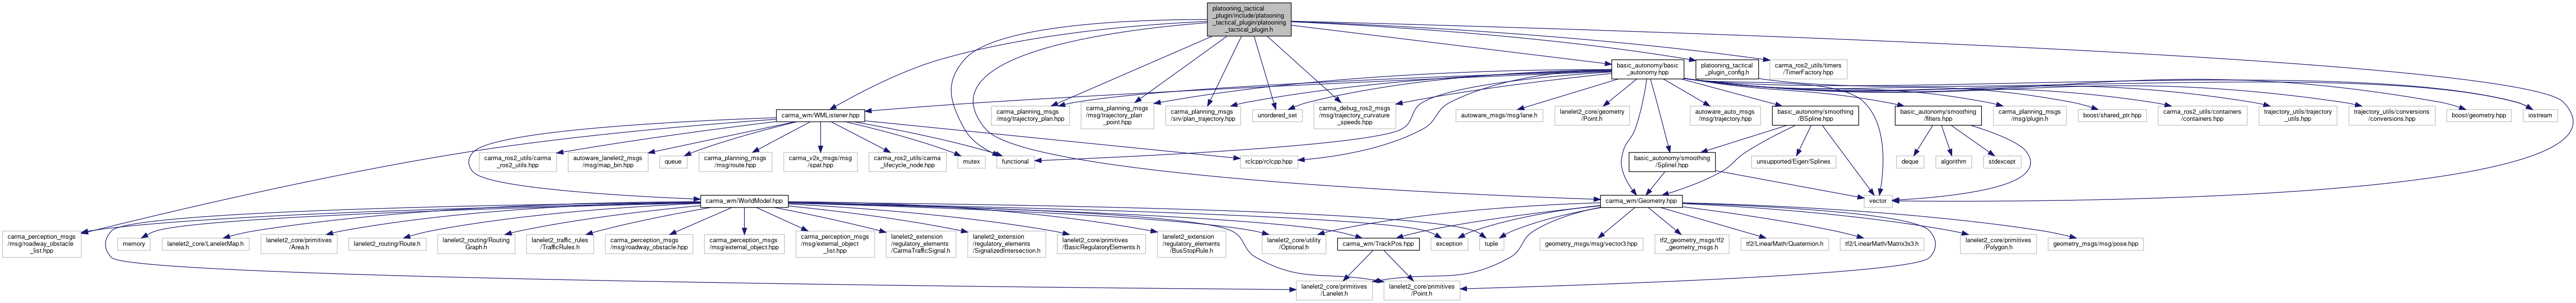 platooning_tactical
_plugin/include/platooning
_tactical_plugin/platooning
_tactical_plugin.h
basic_autonomy/basic
_autonomy.hpp
platooning_tactical
_plugin_config.h
carma_ros2_utils/timers
/TimerFactory.hpp
carma_wm/WMListener.hpp
carma_planning_msgs
/msg/trajectory_plan.hpp
carma_planning_msgs
/msg/trajectory_plan
_point.hpp
carma_planning_msgs
/srv/plan_trajectory.hpp
unordered_set
carma_debug_ros2_msgs
/msg/trajectory_curvature
_speeds.hpp
autoware_msgs/msg/lane.h
lanelet2_core/geometry
/Point.h
autoware_auto_msgs
/msg/trajectory.hpp
basic_autonomy/smoothing
/BSpline.hpp
basic_autonomy/smoothing
/filters.hpp
carma_planning_msgs
/msg/plugin.h
boost/shared_ptr.hpp
carma_ros2_utils/containers
/containers.hpp
trajectory_utils/trajectory
_utils.hpp
trajectory_utils/conversions
/conversions.hpp
boost/geometry.hpp
iostream
carma_ros2_utils/carma
_ros2_utils.hpp
autoware_lanelet2_msgs
/msg/map_bin.hpp
queue
carma_planning_msgs
/msg/route.hpp
carma_v2x_msgs/msg
/spat.hpp
carma_ros2_utils/carma
_lifecycle_node.hpp
mutex
functional
rclcpp/rclcpp.hpp
basic_autonomy/smoothing
/SplineI.hpp
unsupported/Eigen/Splines
deque
algorithm
stdexcept
carma_wm/WorldModel.hpp
carma_wm/Geometry.hpp
vector
carma_perception_msgs
/msg/roadway_obstacle
_list.hpp
memory
lanelet2_core/LaneletMap.h
lanelet2_core/primitives
/Area.h
lanelet2_routing/Route.h
lanelet2_routing/Routing
Graph.h
lanelet2_traffic_rules
/TrafficRules.h
carma_perception_msgs
/msg/roadway_obstacle.hpp
carma_perception_msgs
/msg/external_object.hpp
carma_perception_msgs
/msg/external_object
_list.hpp
lanelet2_extension
/regulatory_elements
/CarmaTrafficSignal.h
lanelet2_extension
/regulatory_elements
/SignalizedIntersection.h
lanelet2_core/primitives
/BasicRegulatoryElements.h
lanelet2_extension
/regulatory_elements
/BusStopRule.h
lanelet2_core/utility
/Optional.h
carma_wm/TrackPos.hpp
exception
tuple
geometry_msgs/msg/vector3.hpp
tf2_geometry_msgs/tf2
_geometry_msgs.h
tf2/LinearMath/Quaternion.h
tf2/LinearMath/Matrix3x3.h
lanelet2_core/primitives
/Polygon.h
geometry_msgs/msg/pose.hpp
lanelet2_core/primitives
/Lanelet.h
lanelet2_core/primitives
/Point.h